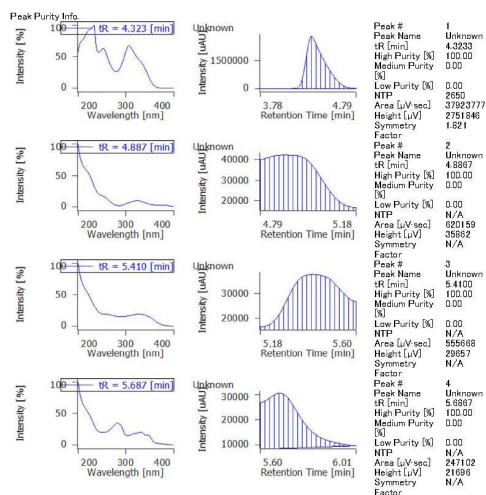 Peak Purity Info.
tR = 4.323 [min]
Unknown
Intensity [%]
100
50
0
200 300 400
Wavelength [nm]
Intensity [uAU]
1500000
0
3.78 4.79
Retention Time [min]
Peak # 1
Peak Name Unknown
tR [min] 4.3233
High Purity [%] 100.00
Medium Purity 0.00
[%]
Low Purity [%] 0.00
NTP 2650
Area [µV·sec] 37923777
Height [µV] 2751846
Symmetry 1.621
Factor
tR = 4.887 [min]
Unknown
Intensity [%]
100
50
0
200 300 400
Wavelength [nm]
Intensity [uAU]
40000
30000
20000
4.79 5.18
Retention Time [min]
Peak # 2
Peak Name Unknown
tR [min] 4.8867
High Purity [%] 100.00
Medium Purity 0.00
[%]
Low Purity [%] 0.00
NTP N/A
Area [µV·sec] 620159
Height [µV] 35862
Symmetry N/A
Factor
tR = 5.410 [min]
Unknown
Intensity [%]
100
50
0
200 300 400
Wavelength [nm]
Intensity [uAU]
30000
20000
5.18 5.60
Retention Time [min]
Peak # 3
Peak Name Unknown
tR [min] 5.4100
High Purity [%] 100.00
Medium Purity 0.00
[%]
Low Purity [%] 0.00
NTP N/A
Area [µV·sec] 555668
Height [µV] 29657
Symmetry N/A
Factor
tR = 5.687 [min]
Unknown
Intensity [%]
100
50
0
200 300 400
Wavelength [nm]
Intensity [uAU]
30000
20000
10000
5.60 6.01
Retention Time [min]
Peak # 4
Peak Name Unknown
tR [min] 5.6867
High Purity [%] 100.00
Medium Purity 0.00
[%]
Low Purity [%] 0.00
NTP N/A
Area [µV·sec] 247102
Height [µV] 21696
Symmetry N/A
Factor